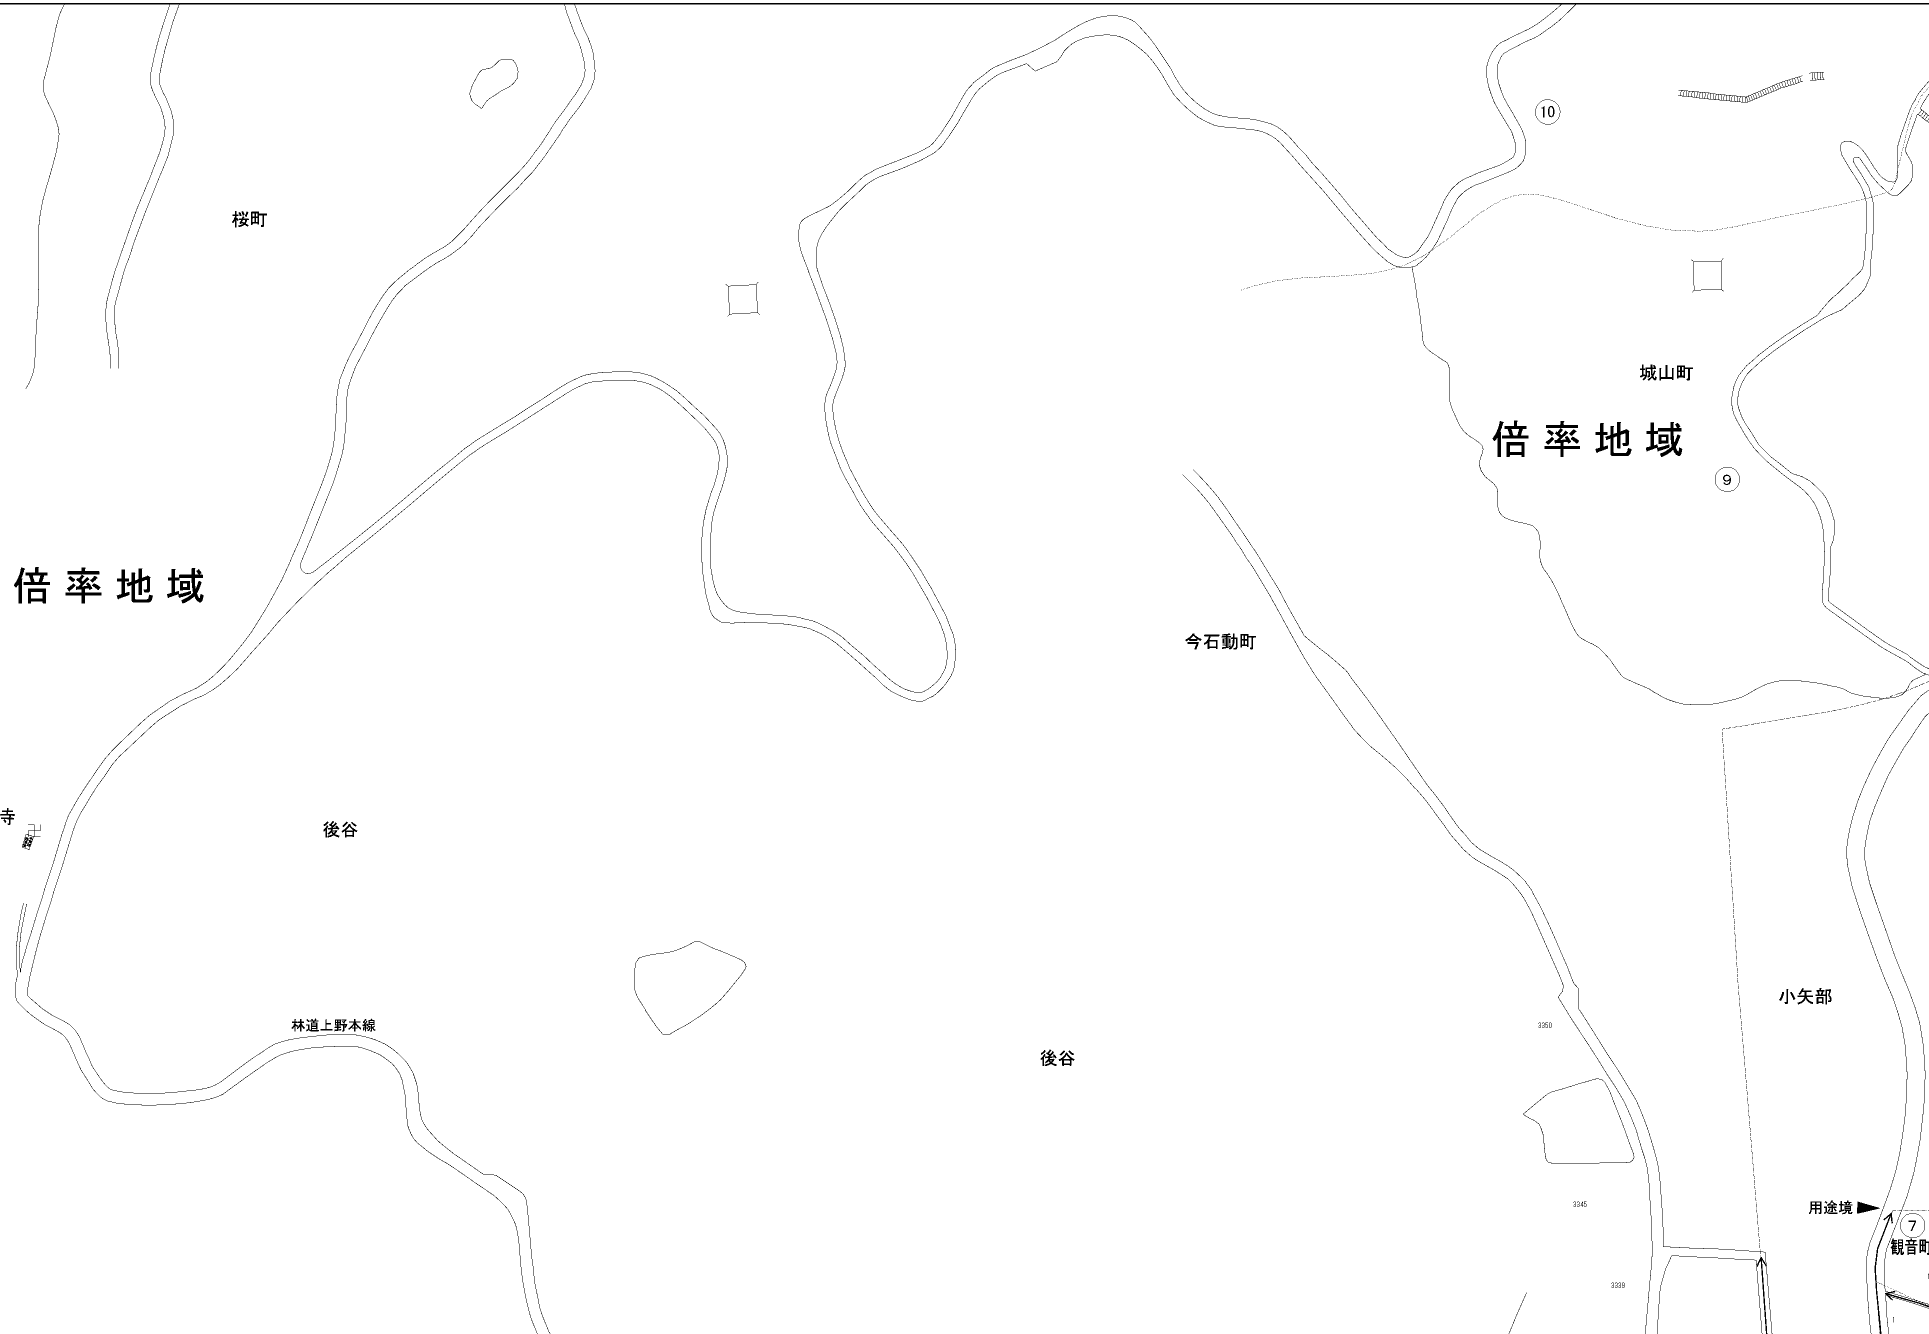 10
桜町
城山町
倍率地域
9
倍率地域
今石動町
寺
後谷
小矢部
林道上野本線
3350
後谷
3345
用途境
7
観音町
3339